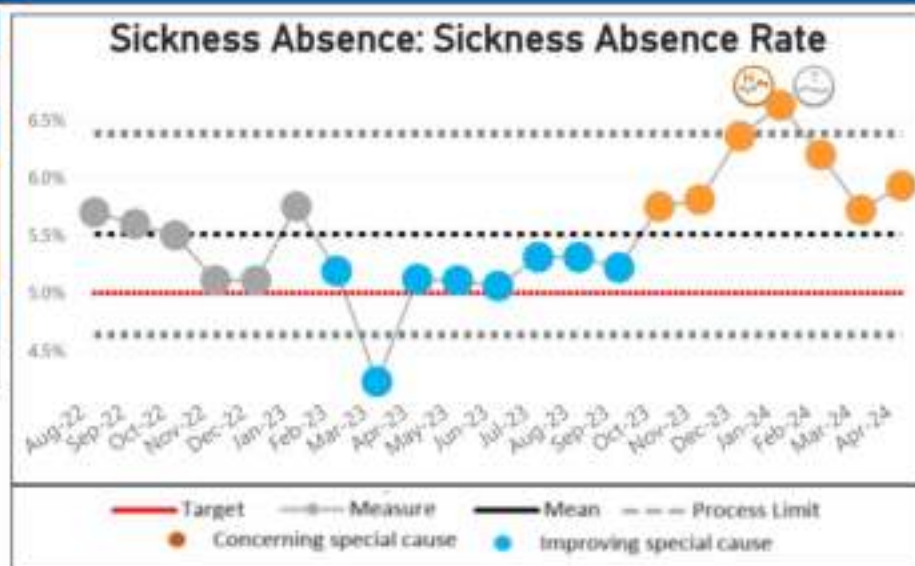 Sickness Absence: Sickness Absence Rate
6.5%
6.0%
5.5%
5.0%
4.5%
Aug-22 Sep-22 Oct-22 Nov-22 Dec-22 Jan-23 Feb-23 Mar-23 Apr-23 May-23 Jun-23 Jul-23 Aug-23 Sep-23 Oct-23 Nov-23 Dec-23 Jan-24 Feb-24 Mar-24 Apr-24
Target Measure Mean Process Limit
Concerning special cause Improving special cause